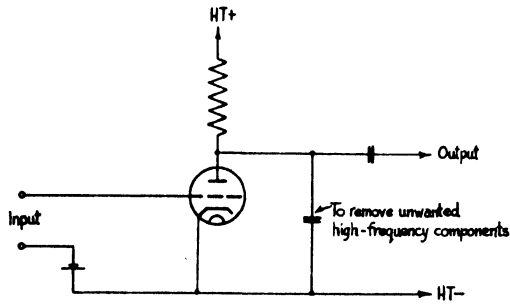 HT+
Output
To remove unwanted
high-frequency components
Input
HT-